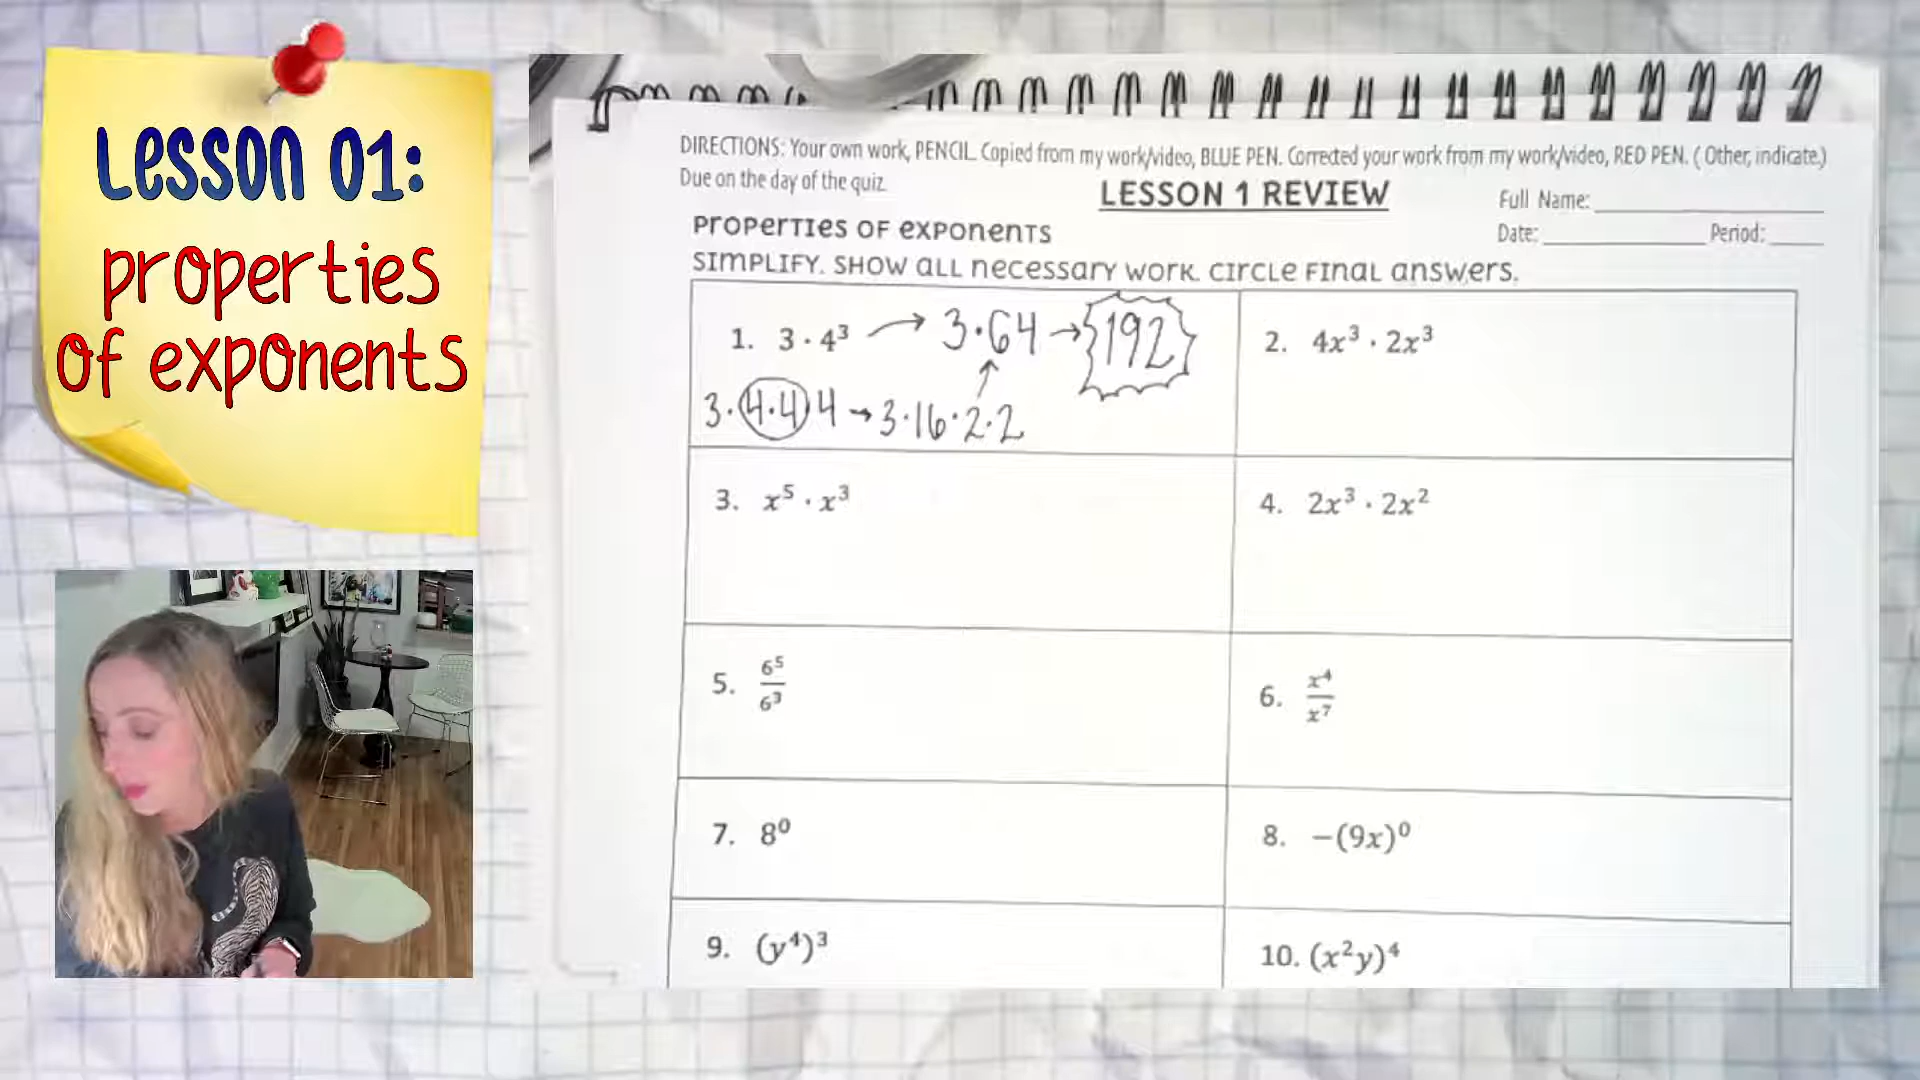 Lesson 01:
properties
of exponents
DIRECTIONS: Your own work, PENCIL. Copied from my work/video, BLUE PEN. Corrected your work from my work/video, RED PEN. ( Other, indicate.)
Due on the day of the quiz.
LESSON 1 REVIEW
Full Name:
Date: Period:
PROPERTIES OF EXPONENTS
SIMPLIFY. SHOW ALL NECESSARY WORK. CIRCLE FINAL ANSWERS.
1. 3 · 4³ → 3·64 → 192
3·4·4 4 → 3·16·2·2
2. 4x³ · 2x³
3. x⁵ · x³
4. 2x³ · 2x²
5. 6⁵/6³
6. x⁴/x⁷
7. 8⁰
8. −(9x)⁰
9. (y⁴)³
10. (x²y)⁴